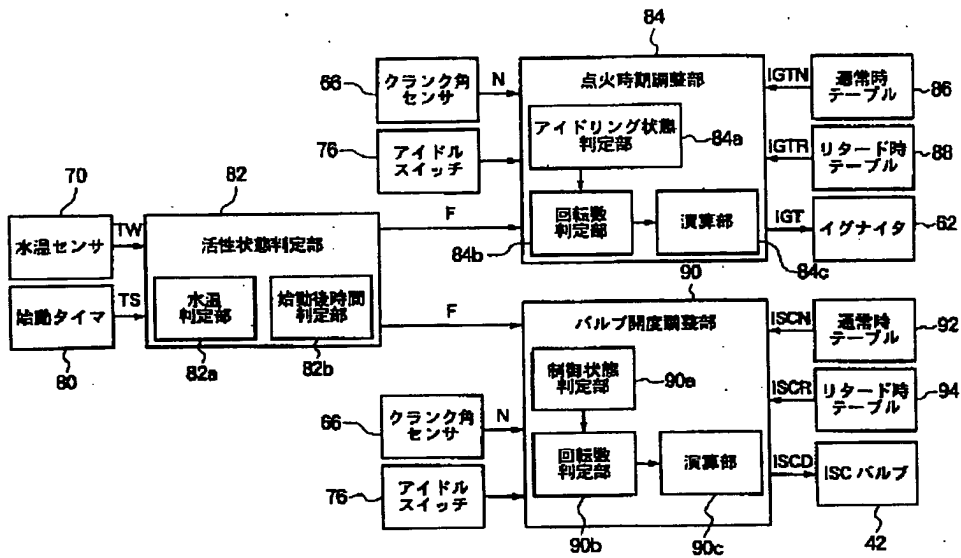 84
66
クランク角
センサ
N
点火時期調整部
IGTN
通常時
テーブル
86
76
アイドル
スイッチ
アイドリング状態
判定部
84a
IGTR
リタード時
テーブル
88
70
82
水温センサ
TW
活性状態判定部
F
回転数
判定部
84b
演算部
84c
IGT
イグナイタ
62
始動タイマ
TS
80
水温
判定部
82a
始動後時間
判定部
82b
F
90
バルブ開度調整部
ISCN
通常時
テーブル
92
制御状態
判定部
90a
ISCR
リタード時
テーブル
94
66
クランク角
センサ
N
76
アイドル
スイッチ
回転数
判定部
90b
演算部
90c
ISCD
ISC バルブ
42